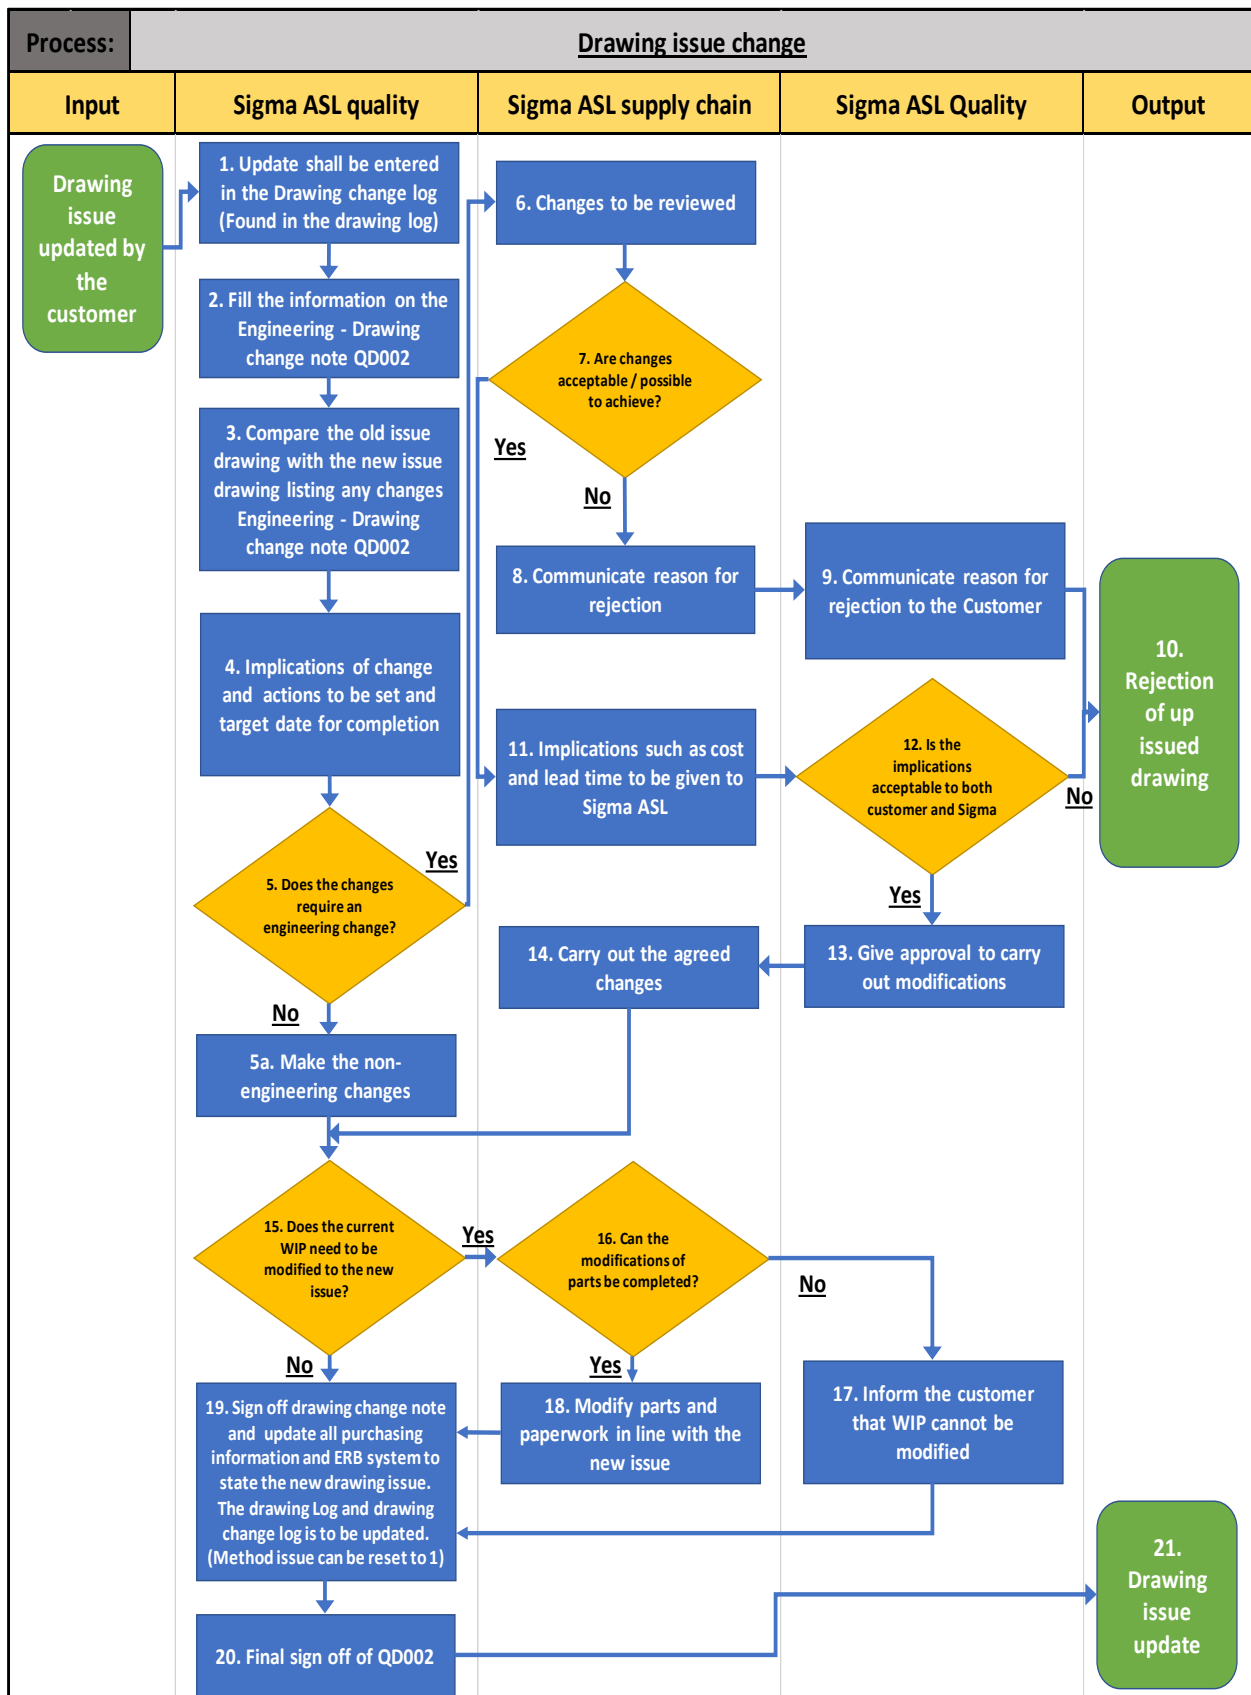 Process:
Drawing issue change
Input
Sigma ASL quality
Sigma ASL supply chain
Sigma ASL Quality
Output
Drawing
issue
updated by
the
customer
1. Update shall be entered
in the Drawing change log
(Found in the drawing log)
2. Fill the information on the
Engineering - Drawing
change note QD002
3. Compare the old issue
drawing with the new issue
drawing listing any changes
Engineering - Drawing
change note QD002
4. Implications of change
and actions to be set and
target date for completion
5. Does the changes
require an
engineering change?
Yes
No
5a. Make the non-
engineering changes
6. Changes to be reviewed
7. Are changes
acceptable / possible
to achieve?
Yes
No
8. Communicate reason for
rejection
9. Communicate reason for
rejection to the Customer
10.
Rejection
of up
issued
drawing
11. Implications such as cost
and lead time to be given to
Sigma ASL
12. Is the
implications
acceptable to both
customer and Sigma
No
Yes
13. Give approval to carry
out modifications
14. Carry out the agreed
changes
15. Does the current
WIP need to be
modified to the new
issue?
Yes
No
16. Can the
modifications of
parts be completed?
No
Yes
17. Inform the customer
that WIP cannot be
modified
18. Modify parts and
paperwork in line with the
new issue
19. Sign off drawing change note
and update all purchasing
information and ERB system to
state the new drawing issue.
The drawing Log and drawing
change log is to be updated.
(Method issue can be reset to 1)
20. Final sign off of QD002
21.
Drawing
issue
update